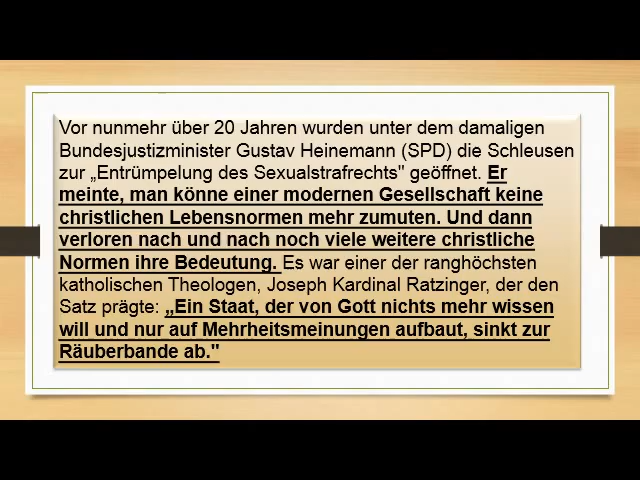 Vor nunmehr über 20 Jahren wurden unter dem damaligen
Bundesjustizminister Gustav Heinemann (SPD) die Schleusen
zur „Entrümpelung des Sexualstrafrechts" geöffnet. Er
meinte, man könne einer modernen Gesellschaft keine
christlichen Lebensnormen mehr zumuten. Und dann
verloren nach und nach noch viele weitere christliche
Normen ihre Bedeutung. Es war einer der ranghöchsten
katholischen Theologen, Joseph Kardinal Ratzinger, der den
Satz prägte: „Ein Staat, der von Gott nichts mehr wissen
will und nur auf Mehrheitsmeinungen aufbaut, sinkt zur
Räuberbande ab."